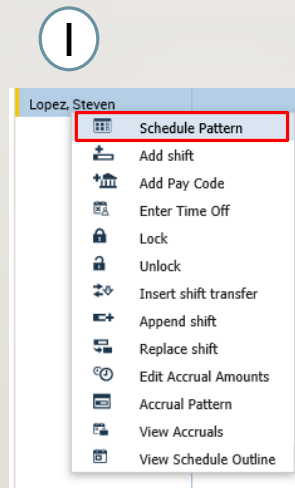 1
Lopez, Steven
Schedule Pattern
Add shift
Add Pay Code
Enter Time Off
Lock
Unlock
Insert shift transfer
Append shift
Replace shift
Edit Accrual Amounts
Accrual Pattern
View Accruals
View Schedule Outline